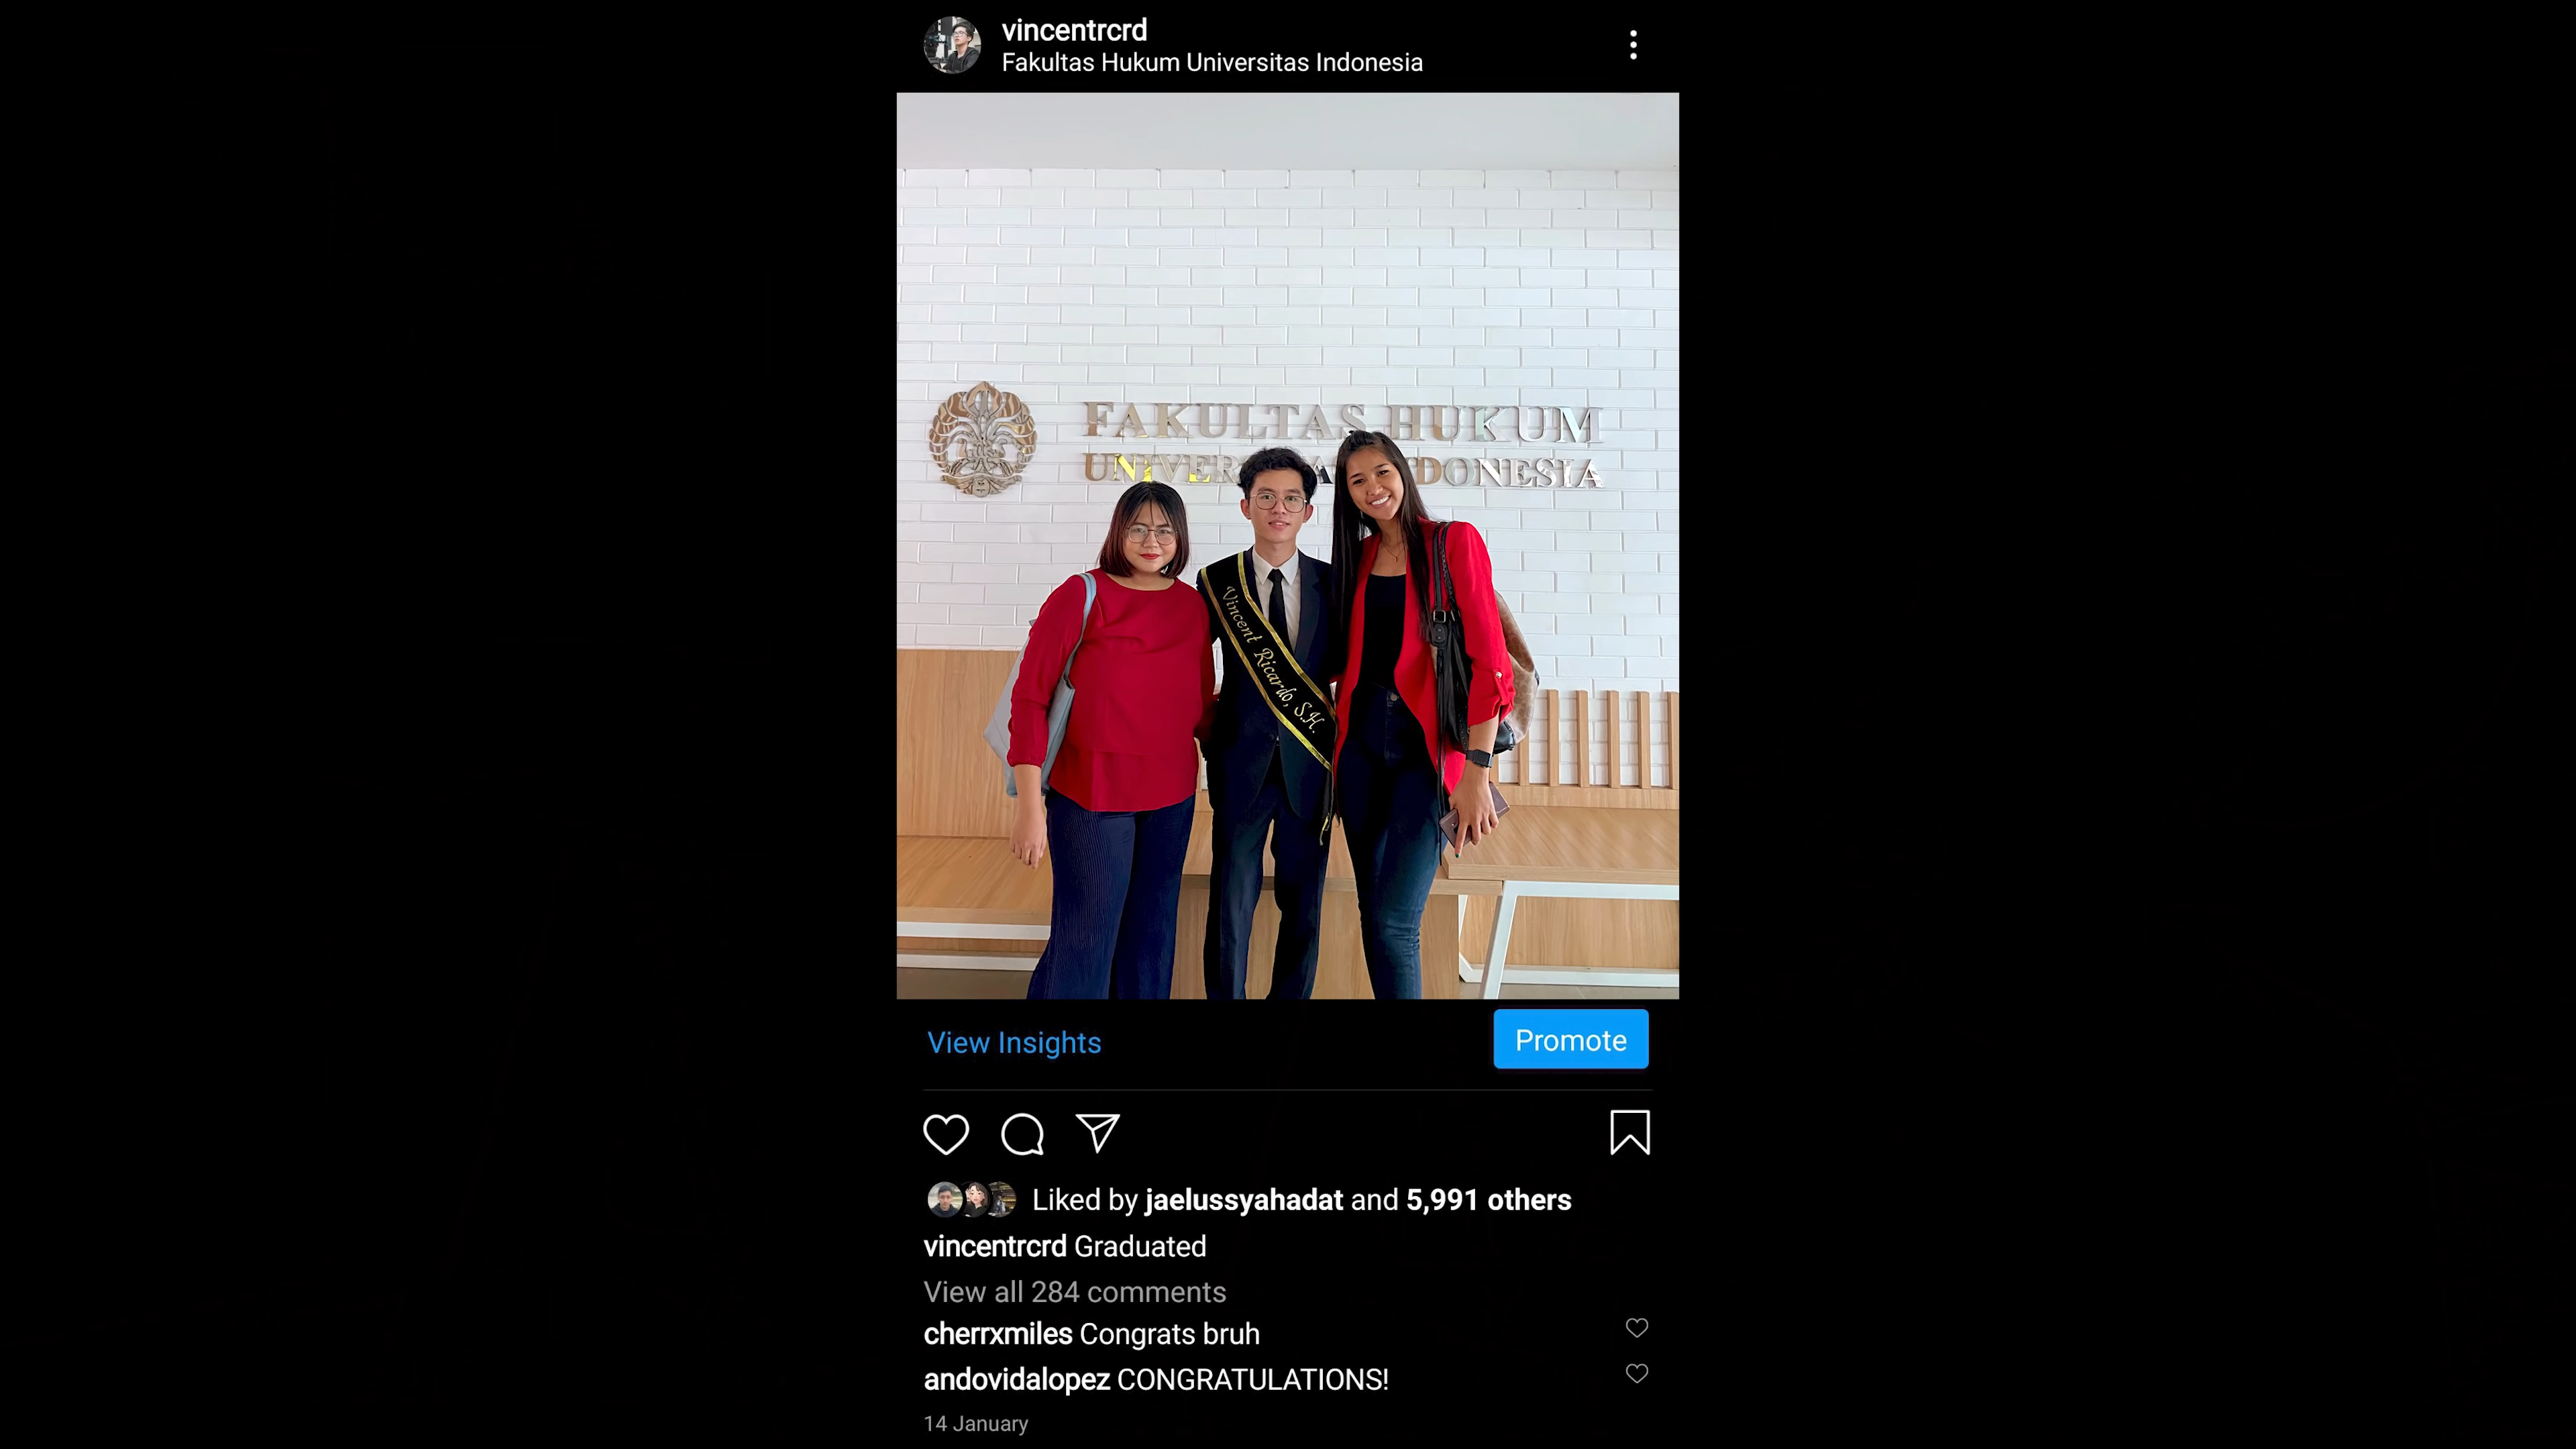 vincentrcrd
Fakultas Hukum Universitas Indonesia
FAKULTAS HUKUM
INDONESIA
Vincent Ricardo, S.H.
View Insights
Promote
Liked by jaelussyahadat and 5,991 others
vincentrcrd Graduated
View all 284 comments
cherrxmiles Congrats bruh
andovidalopez CONGRATULATIONS!
14 January